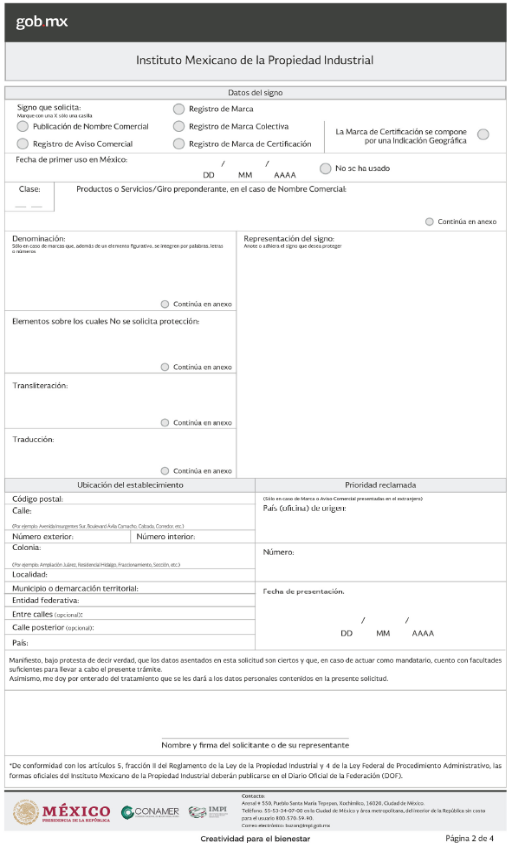 gob mx
Instituto Mexicano de la Propiedad Industrial
Datos del signo
Signo que solicita:
Marque con una X sólo una casilla
Registro de Marca
Publicación de Nombre Comercial
Registro de Marca Colectiva
La Marca de Certificación se compone
por una Indicación Geográfica
Registro de Aviso Comercial
Registro de Marca de Certificación
Fecha de primer uso en México:
/ /
DD MM AAAA
No se ha usado
Clase:
Productos o Servicios/Giro preponderante, en el caso de Nombre Comercial:
Continúa en anexo
Denominación:
Sólo en caso de marcas que, además de un elemento figurativo, se integren por palabras, letras
o números
Continúa en anexo
Representación del signo:
Anote o adhiera el signo que desea proteger
Elementos sobre los cuales No se solicita protección:
Continúa en anexo
Transliteración:
Continúa en anexo
Traducción:
Continúa en anexo
Ubicación del establecimiento
Código postal:
Calle:
(Por ejemplo: Avenida Insurgentes Sur, Boulevard Ávila Camacho, Calzada, Corredor, etc.)
Número exterior:
Número interior:
Colonia:
(Por ejemplo: Ampliación Juárez, Residencial Hidalgo, Fraccionamiento, Sección, etc.)
Localidad:
Municipio o demarcación territorial:
Entidad federativa:
Entre calles (opcional):
Calle posterior (opcional):
País:
Prioridad reclamada
(Sólo en caso de Marca o Aviso Comercial presentadas en el extranjero)
País (oficina) de origen:
Número:
Fecha de presentación.
/ /
DD MM AAAA
Manifiesto, bajo protesta de decir verdad, que los datos asentados en esta solicitud son ciertos y que, en caso de actuar como mandatario, cuento con facultades
suficientes para llevar a cabo el presente trámite.
Asimismo, me doy por enterado del tratamiento que se les dará a los datos personales contenidos en la presente solicitud.
Nombre y firma del solicitante o de su representante
*De conformidad con los artículos 5, fracción II del Reglamento de la Ley de la Propiedad Industrial y 4 de la Ley Federal de Procedimiento Administrativo, las
formas oficiales del Instituto Mexicano de la Propiedad Industrial deberán publicarse en el Diario Oficial de la Federación (DOF).
MÉXICO
PRESIDENCIA DE LA REPÚBLICA
CONAMER
IMPI
Contacto:
Arenal # 550, Pueblo Santa María Tepepan, Xochimilco, 16020, Ciudad de México.
Teléfono. 55-53-34-07-00 en la Ciudad de México y área metropolitana, del interior de la República sin costo
para el usuario 800.570.59.90.
Correo electrónico: buzon@impi.gob.mx
Creatividad para el bienestar
Página 2 de 4